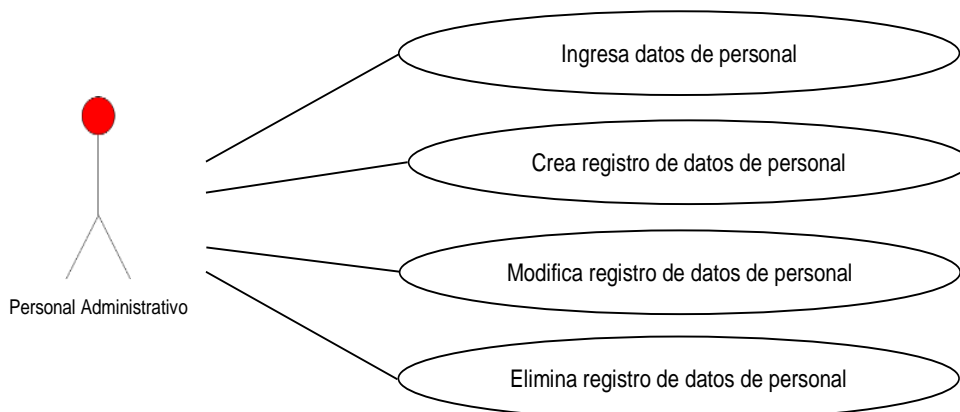 Ingresa datos de personal
Crea registro de datos de personal
Modifica registro de datos de personal
Personal Administrativo
Elimina registro de datos de personal